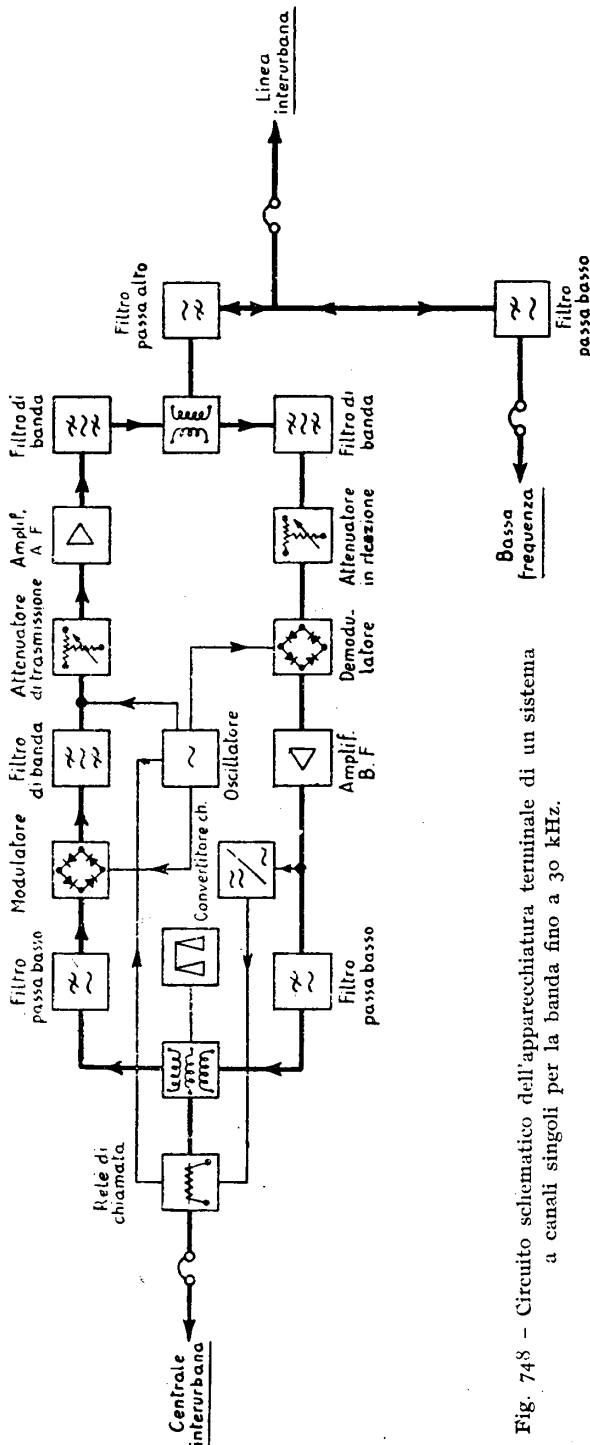 Centrale
interurbana
Relè di
chiamata
Filtro
passa basso
Modulatore
Filtro
di banda
Attenuatore
di trasmissione
Amplif.
A F
Filtro di
banda
Filtro
passa alto
Linea
interurbana
Convertitore ch.
Oscillatore
Filtro
passa basso
Amplif.
B. F
Demodu-
latore
Attenuatore
in ricezione
Filtro di
banda
Bassa
frequenza
Filtro
passa basso
Fig. 748 – Circuito schematico dell'apparecchiatura terminale di un sistema
a canali singoli per la banda fino a 30 kHz.